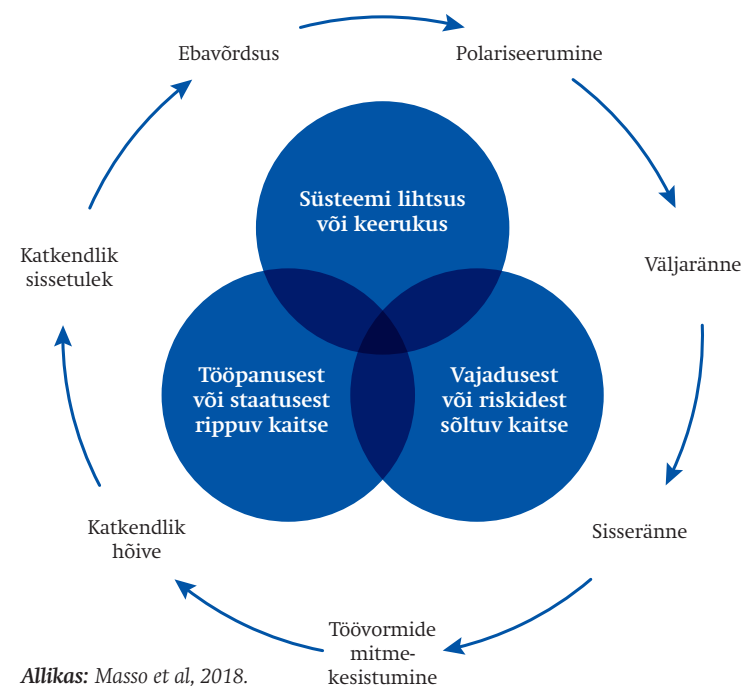 Ebavõrdsus
Polariseerumine
Süsteemi lihtsus
või keerukus
Katkendlik
sissetulek
Väljaränne
Tööpanusest
või staatusest
rippuv kaitse
Vajadusest
või riskidest
sõltuv kaitse
Katkendlik
hõive
Sisseränne
Töövormide
mitme-
kesistumine
Allikas: Masso et al, 2018.